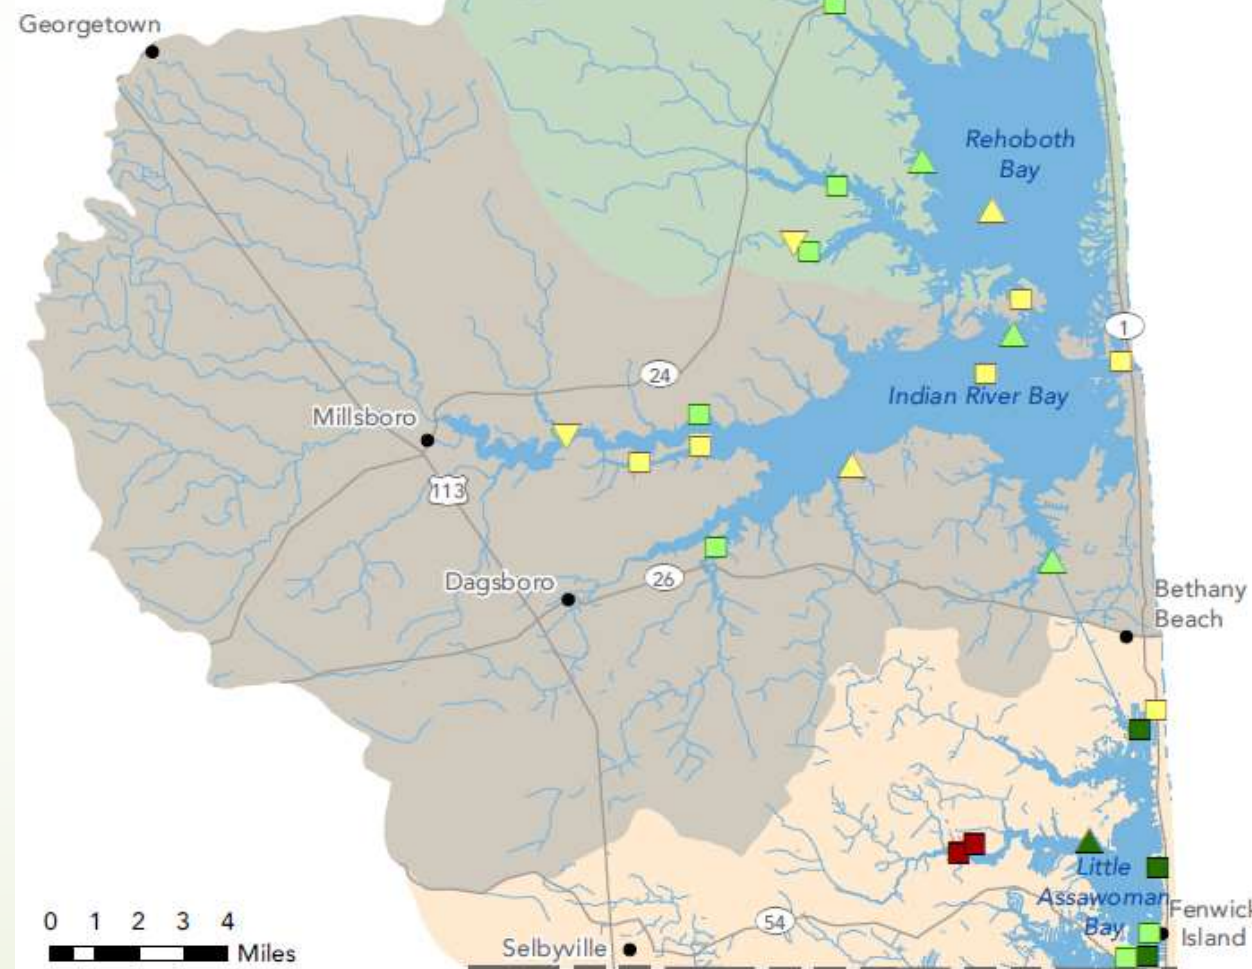 Georgetown
Rehoboth
Bay
1
24
Indian River Bay
Millsboro
113
Dagsboro
26
Bethany
Beach
Little
Assawoman
Bay
54
Fenwick
Island
Selbyville
0 1 2 3 4
Miles